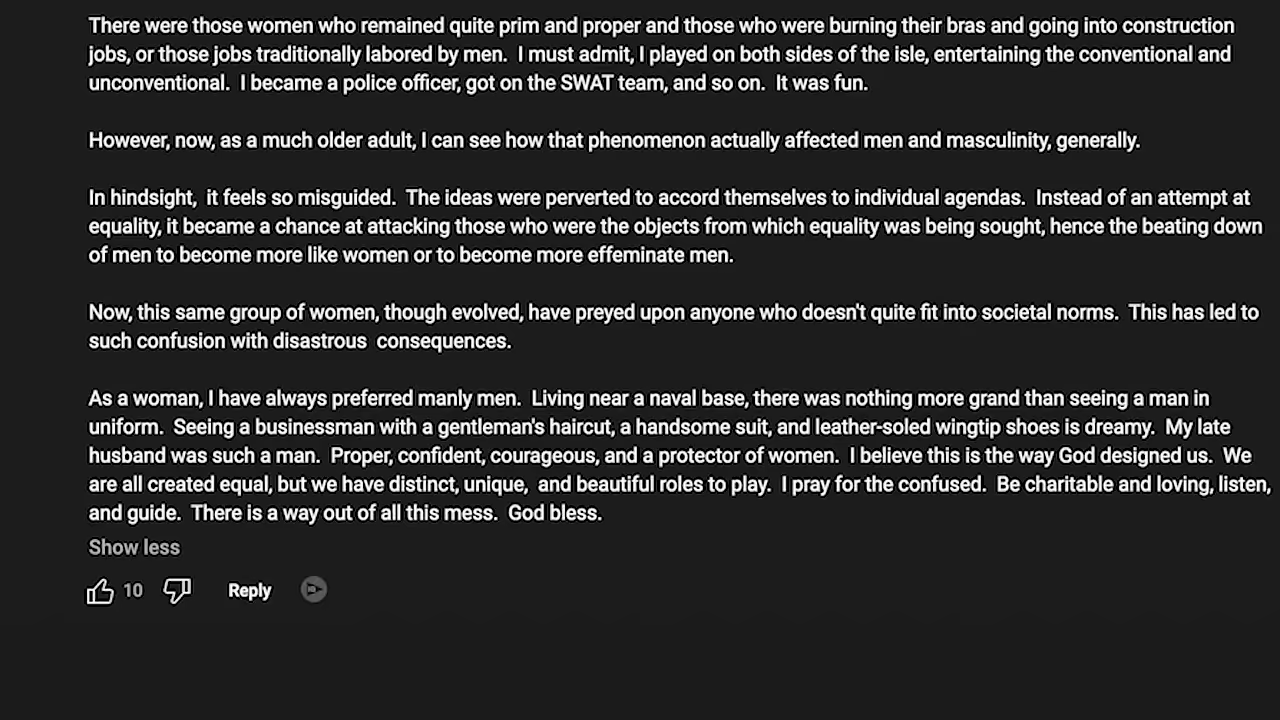 There were those women who remained quite prim and proper and those who were burning their bras and going into construction
jobs, or those jobs traditionally labored by men.  I must admit, I played on both sides of the isle, entertaining the conventional and
unconventional.  I became a police officer, got on the SWAT team, and so on.  It was fun.
However, now, as a much older adult, I can see how that phenomenon actually affected men and masculinity, generally.
In hindsight,  it feels so misguided.  The ideas were perverted to accord themselves to individual agendas.  Instead of an attempt at
equality, it became a chance at attacking those who were the objects from which equality was being sought, hence the beating down
of men to become more like women or to become more effeminate men.
Now, this same group of women, though evolved, have preyed upon anyone who doesn't quite fit into societal norms.  This has led to
such confusion with disastrous  consequences.
As a woman, I have always preferred manly men.  Living near a naval base, there was nothing more grand than seeing a man in
uniform.  Seeing a businessman with a gentleman's haircut, a handsome suit, and leather-soled wingtip shoes is dreamy.  My late
husband was such a man.  Proper, confident, courageous, and a protector of women.  I believe this is the way God designed us.  We
are all created equal, but we have distinct, unique,  and beautiful roles to play.  I pray for the confused.  Be charitable and loving, listen,
and guide.  There is a way out of all this mess.  God bless.
Show less
10 Reply